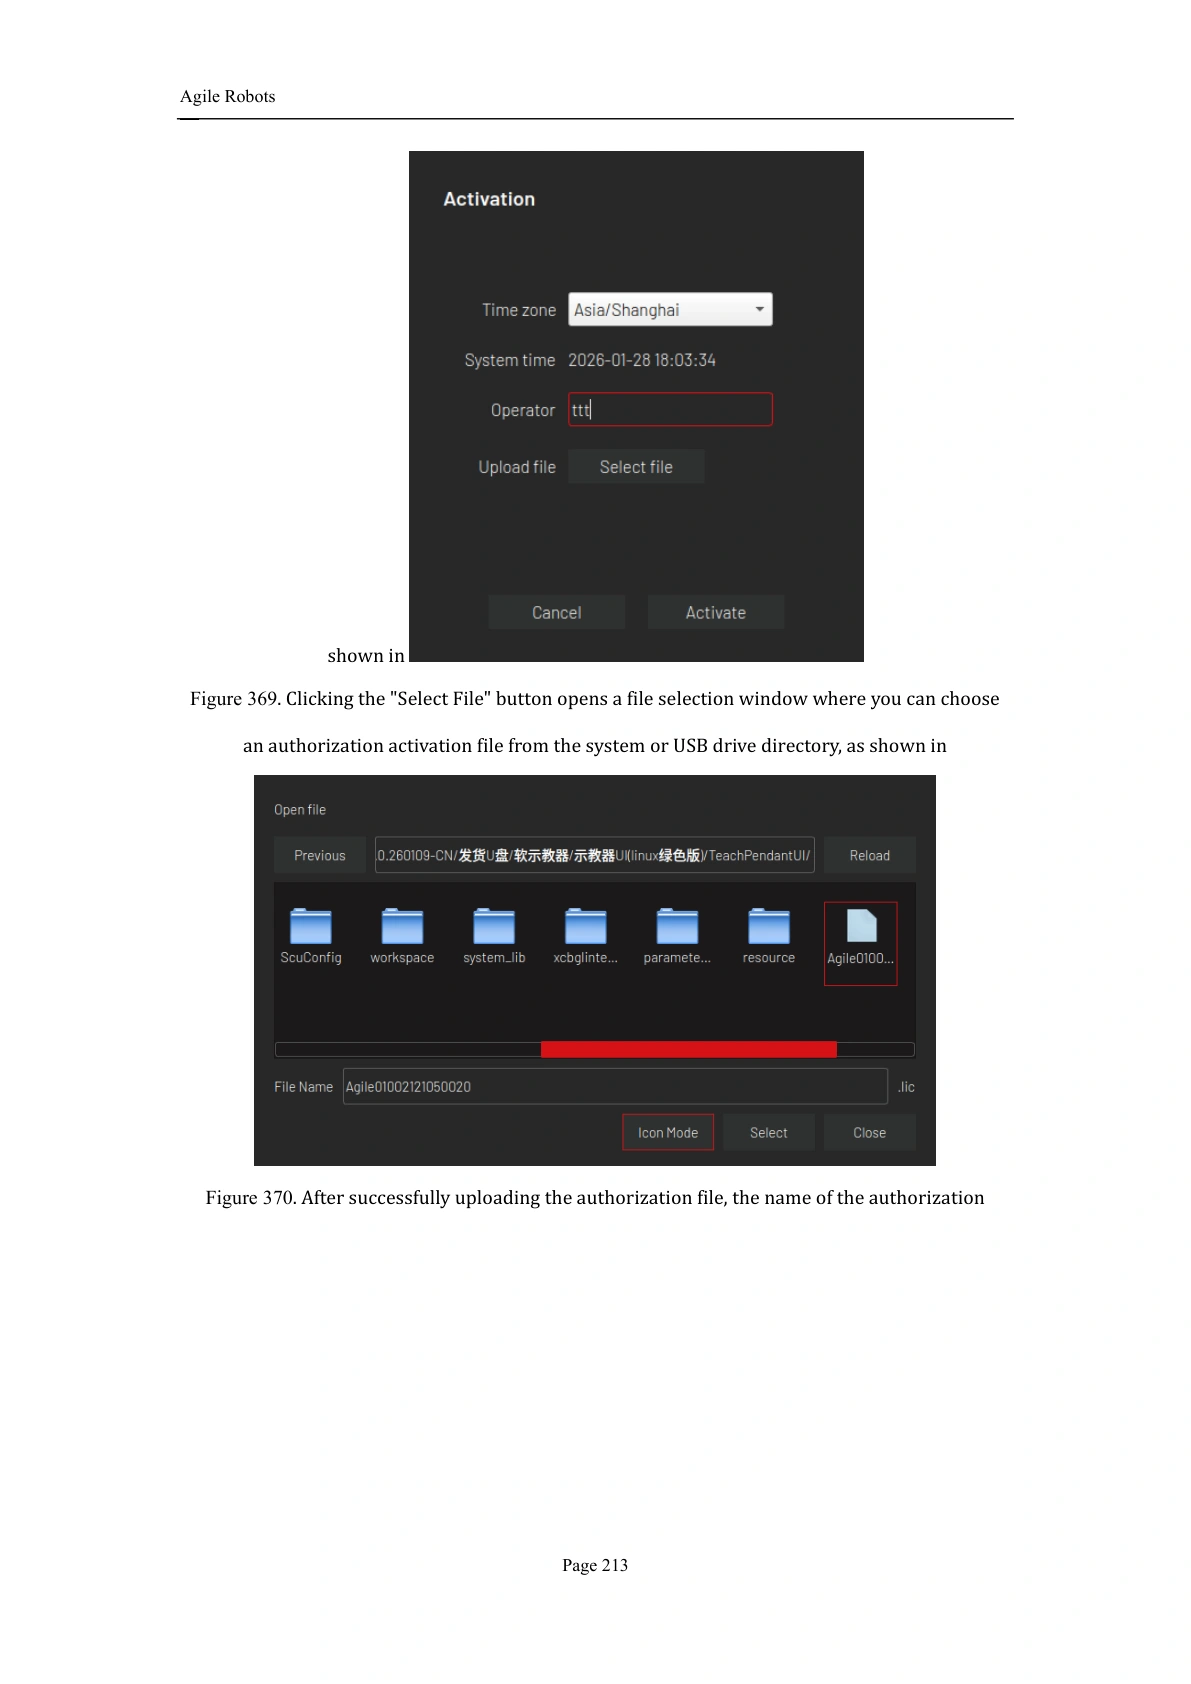 Agile Robots
Activation
Time zone Asia/Shanghai
System time 2026-01-28 18:03:34
Operator ttt
Upload file Select file
Cancel Activate
shown in
Figure 369. Clicking the "Select File" button opens a file selection window where you can choose
an authorization activation file from the system or USB drive directory, as shown in
Open file
Previous .0.260109-CN/发货U盘/软示教器/示教器UI(linux绿色版)/TeachPendantUI/ Reload
ScuConfig workspace system_lib xcbglinte... paramete... resource Agile0100...
File Name Agile01002121050020 .lic
Icon Mode Select Close
Figure 370. After successfully uploading the authorization file, the name of the authorization
Page 213